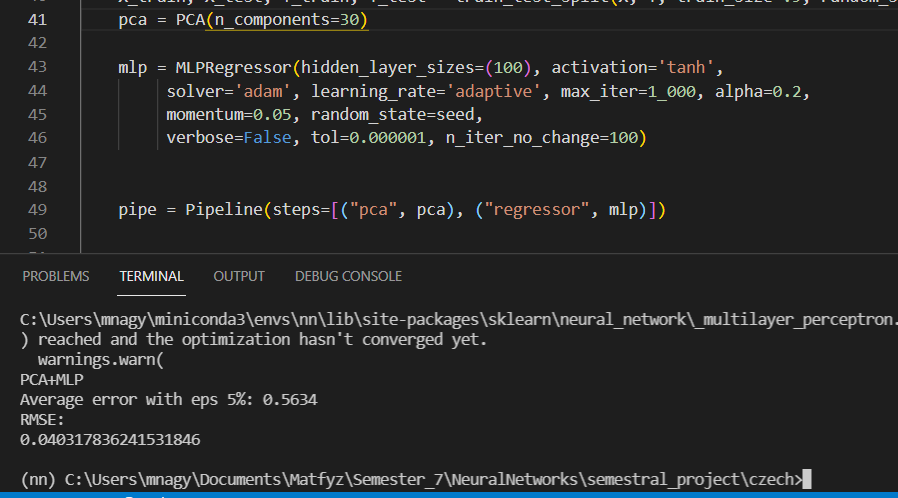 41 pca = PCA(n_components=30)
42
43 mlp = MLPRegressor(hidden_layer_sizes=(100), activation='tanh',
44 solver='adam', learning_rate='adaptive', max_iter=1_000, alpha=0.2,
45 momentum=0.05, random_state=seed,
46 verbose=False, tol=0.000001, n_iter_no_change=100)
47
48
49 pipe = Pipeline(steps=[("pca", pca), ("regressor", mlp)])
50
PROBLEMS TERMINAL OUTPUT DEBUG CONSOLE
C:\Users\mnagy\miniconda3\envs\nn\lib\site-packages\sklearn\neural_network\_multilayer_perceptron.
) reached and the optimization hasn't converged yet.
warnings.warn(
PCA+MLP
Average error with eps 5%: 0.5634
RMSE:
0.040317836241531846
(nn) C:\Users\mnagy\Documents\Matfyz\Semester_7\NeuralNetworks\semestral_project\czech>